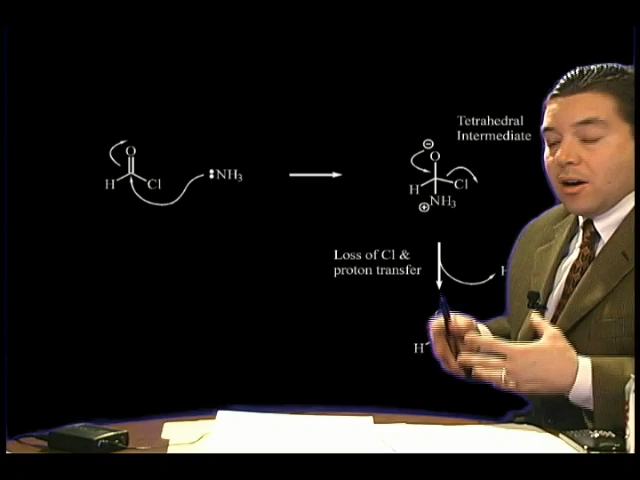 Tetrahedral
Intermediate
⊖
O O
H Cl :NH₃ H Cl
⊕ NH₃
Loss of Cl &
proton transfer H
H